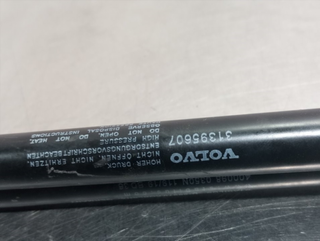 VOLVO
31395607
HOHER DRUCK.
NICHT ÖFFNEN, NICHT ERHITZEN.
ENTSORGUNGSVORSCHRIFT BEACHTEN
HIGH PRESSURE.
DO NOT OPEN. DO NOT HEAT.
OBSERVE DISPOSAL INSTRUCTIONS